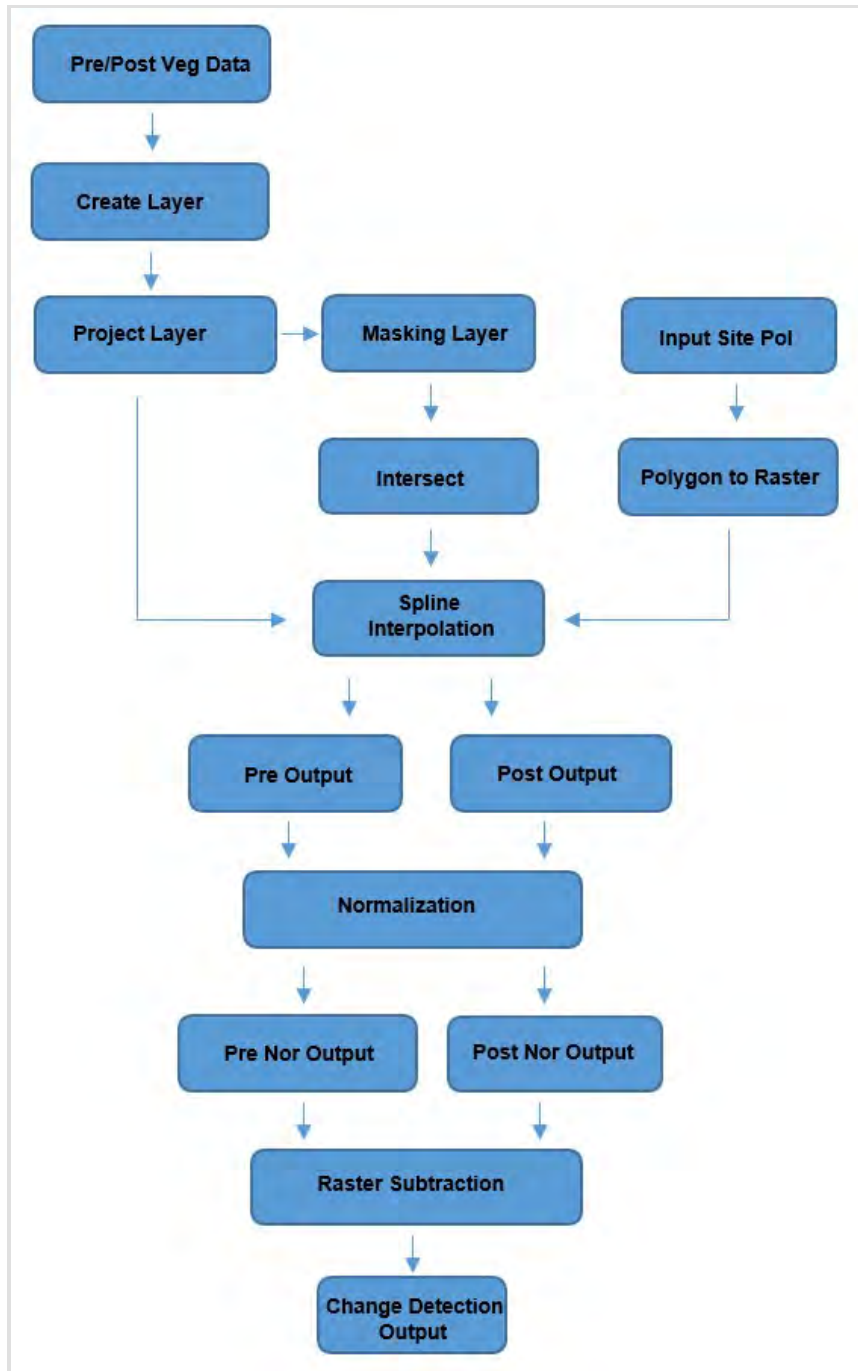 Pre/Post Veg Data
Create Layer
Project Layer
Masking Layer
Input Site Pol
Intersect
Polygon to Raster
Spline
Interpolation
Pre Output
Post Output
Normalization
Pre Nor Output
Post Nor Output
Raster Subtraction
Change Detection
Output